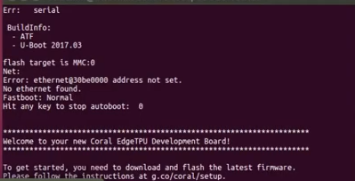 Err:   serial
BuildInfo:
- ATF
- U-Boot 2017.03
flash target is MMC:0
Net:
Error: ethernet@30be0000 address not set.
No ethernet found.
Fastboot: Normal
Hit any key to stop autoboot:  0
**********************************************************************
Welcome to your new Coral EdgeTPU Development Board!
**********************************************************************
To get started, you need to download and flash the latest firmware.
Please follow the instructions at g.co/coral/setup.